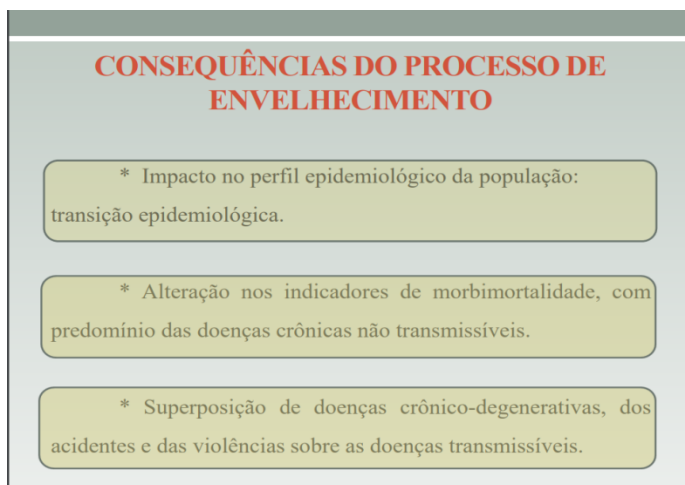 CONSEQUÊNCIAS DO PROCESSO DE
ENVELHECIMENTO
* Impacto no perfil epidemiológico da população:
transição epidemiológica.
* Alteração nos indicadores de morbimortalidade, com
predomínio das doenças crônicas não transmissíveis.
* Superposição de doenças crônico-degenerativas, dos
acidentes e das violências sobre as doenças transmissíveis.